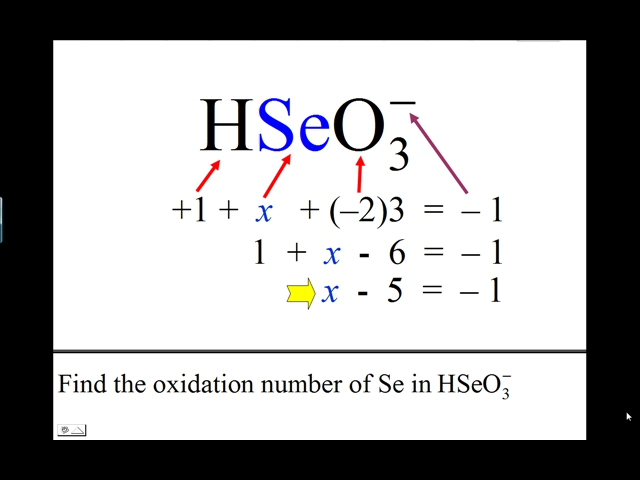 HSeO₃⁻
+1 + x + (–2)3 = – 1
1 + x - 6 = – 1
x - 5 = – 1
Find the oxidation number of Se in HSeO₃⁻